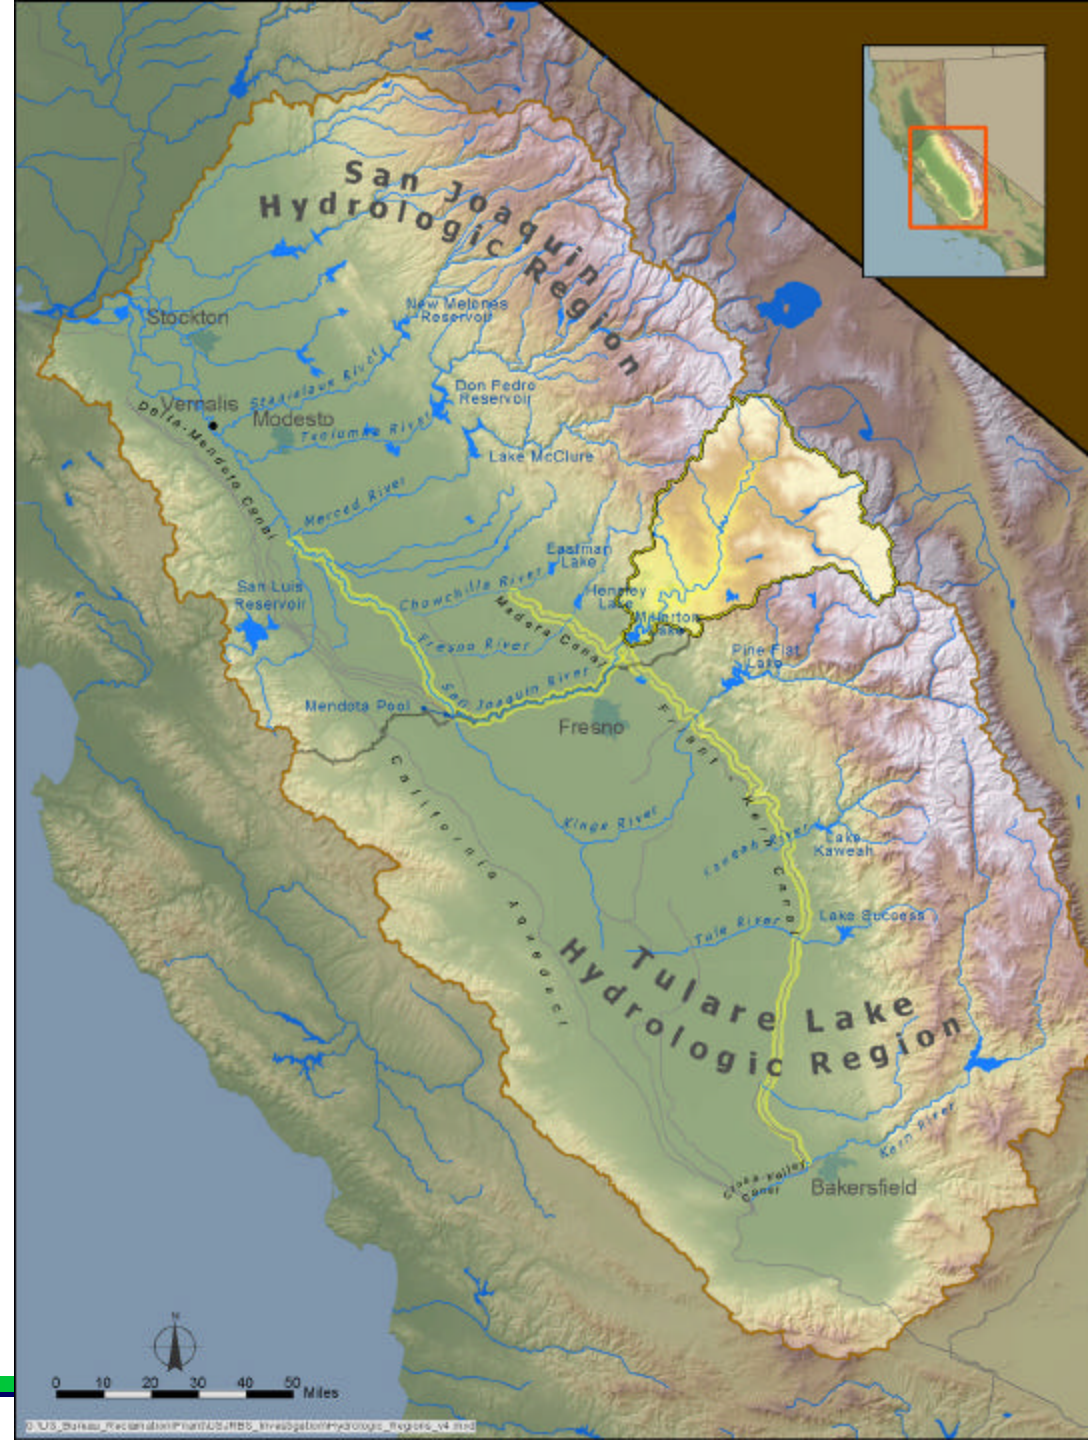 San Joaquin
Hydrologic Region
Stockton
New Melones
Reservoir
Stanislaus River
Don Pedro
Reservoir
Vernalis
Modesto
Delta-Mendota Canal
Tuolumne River
Lake McClure
Merced River
Eastman
Lake
San Luis
Reservoir
Chowchilla River
Hensley
Lake
Madera Canal
Millerton
Lake
Fresno River
Pine Flat
Lake
San Joaquin River
Mendota Pool
Fresno
Friant - Kern Canal
California Aqueduct
Kings River
Kaweah River
Lake
Kaweah
Tule River
Lake Success
Tulare Lake
Hydrologic Region
Kern River
Cross-Valley
Canal
Bakersfield
N
0 10 20 30 40 50 Miles